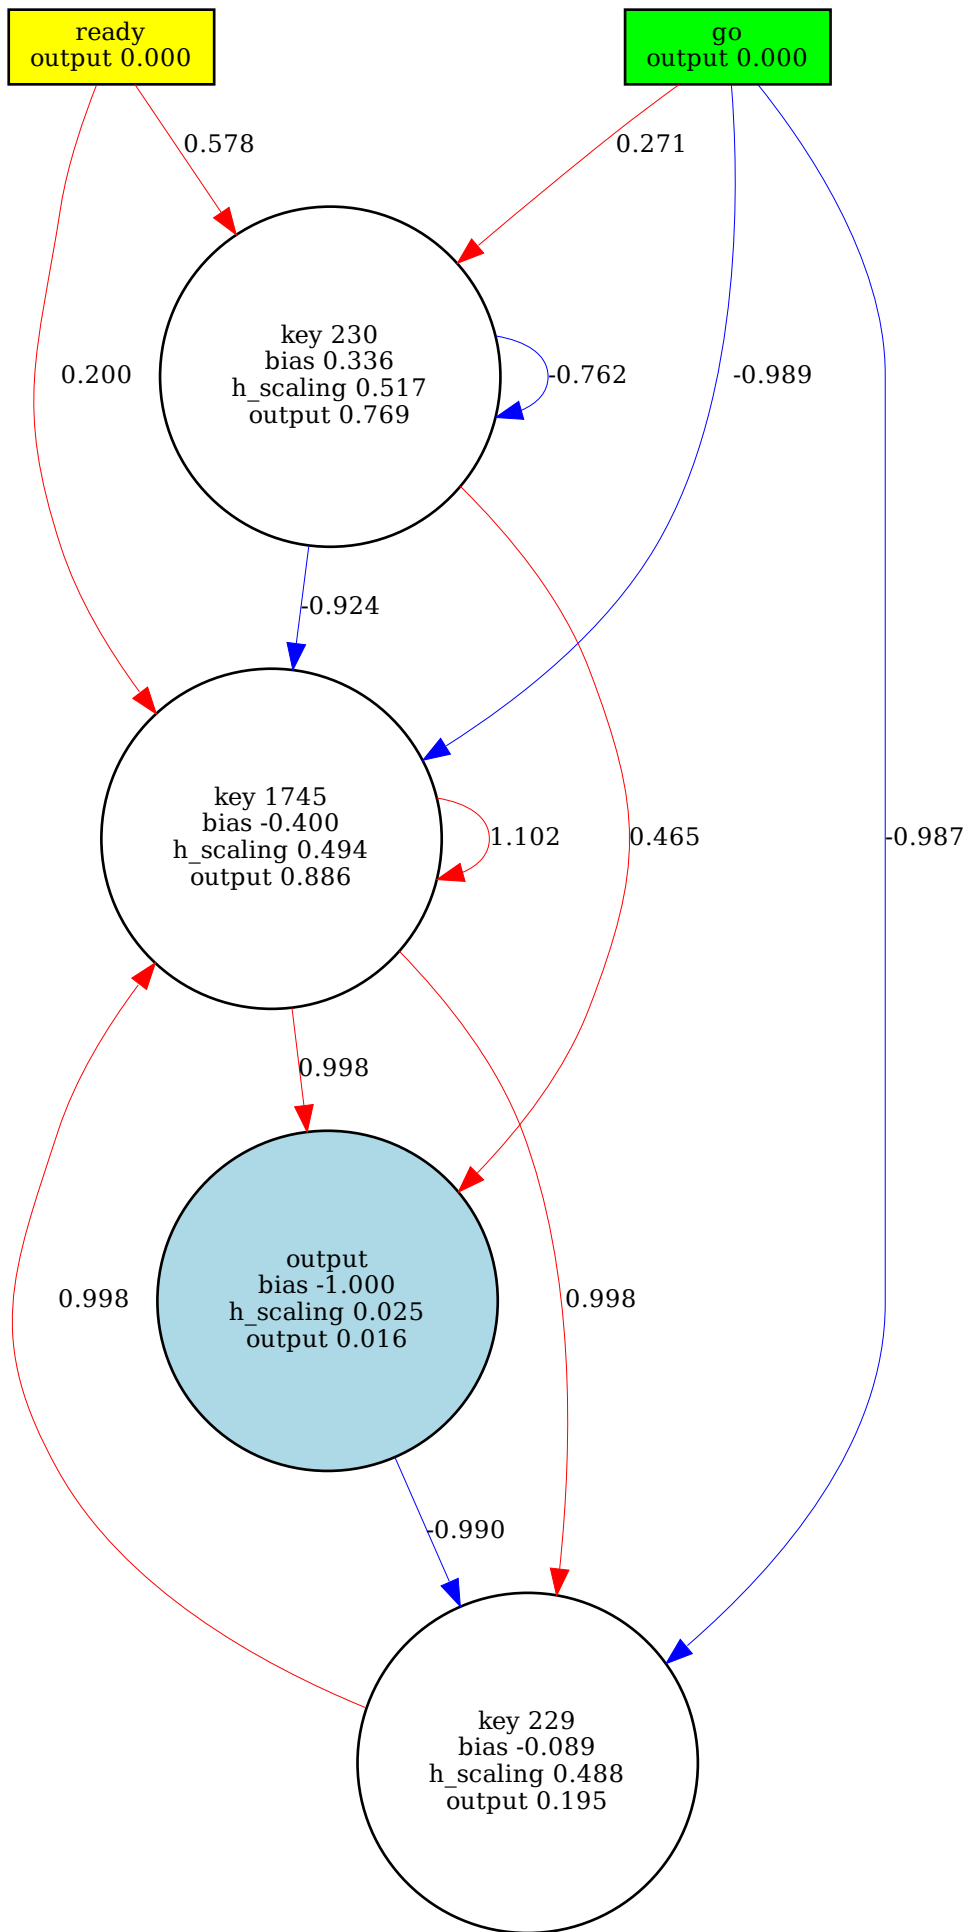 ready
output 0.000
go
output 0.000
0.578
0.271
key 230
bias 0.336
h_scaling 0.517
output 0.769
0.200
-0.762
-0.989
-0.924
key 1745
bias -0.400
h_scaling 0.494
output 0.886
1.102
0.465
-0.987
0.998
output
bias -1.000
h_scaling 0.025
output 0.016
0.998
0.998
-0.990
key 229
bias -0.089
h_scaling 0.488
output 0.195